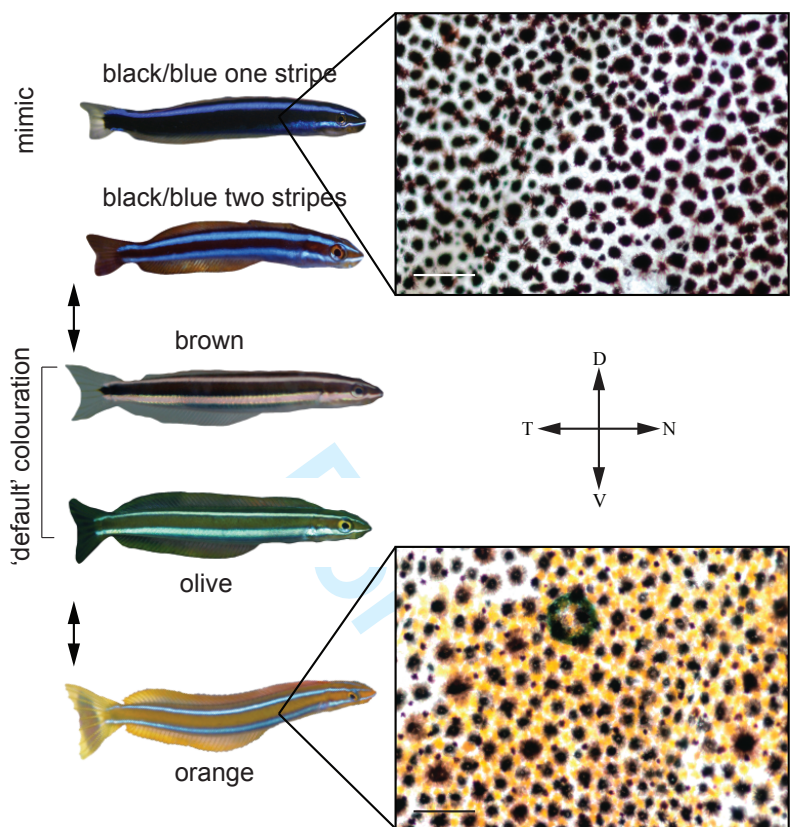 mimic
black/blue one stripe
black/blue two stripes
'default' colouration
brown
olive
orange
D
T
N
V